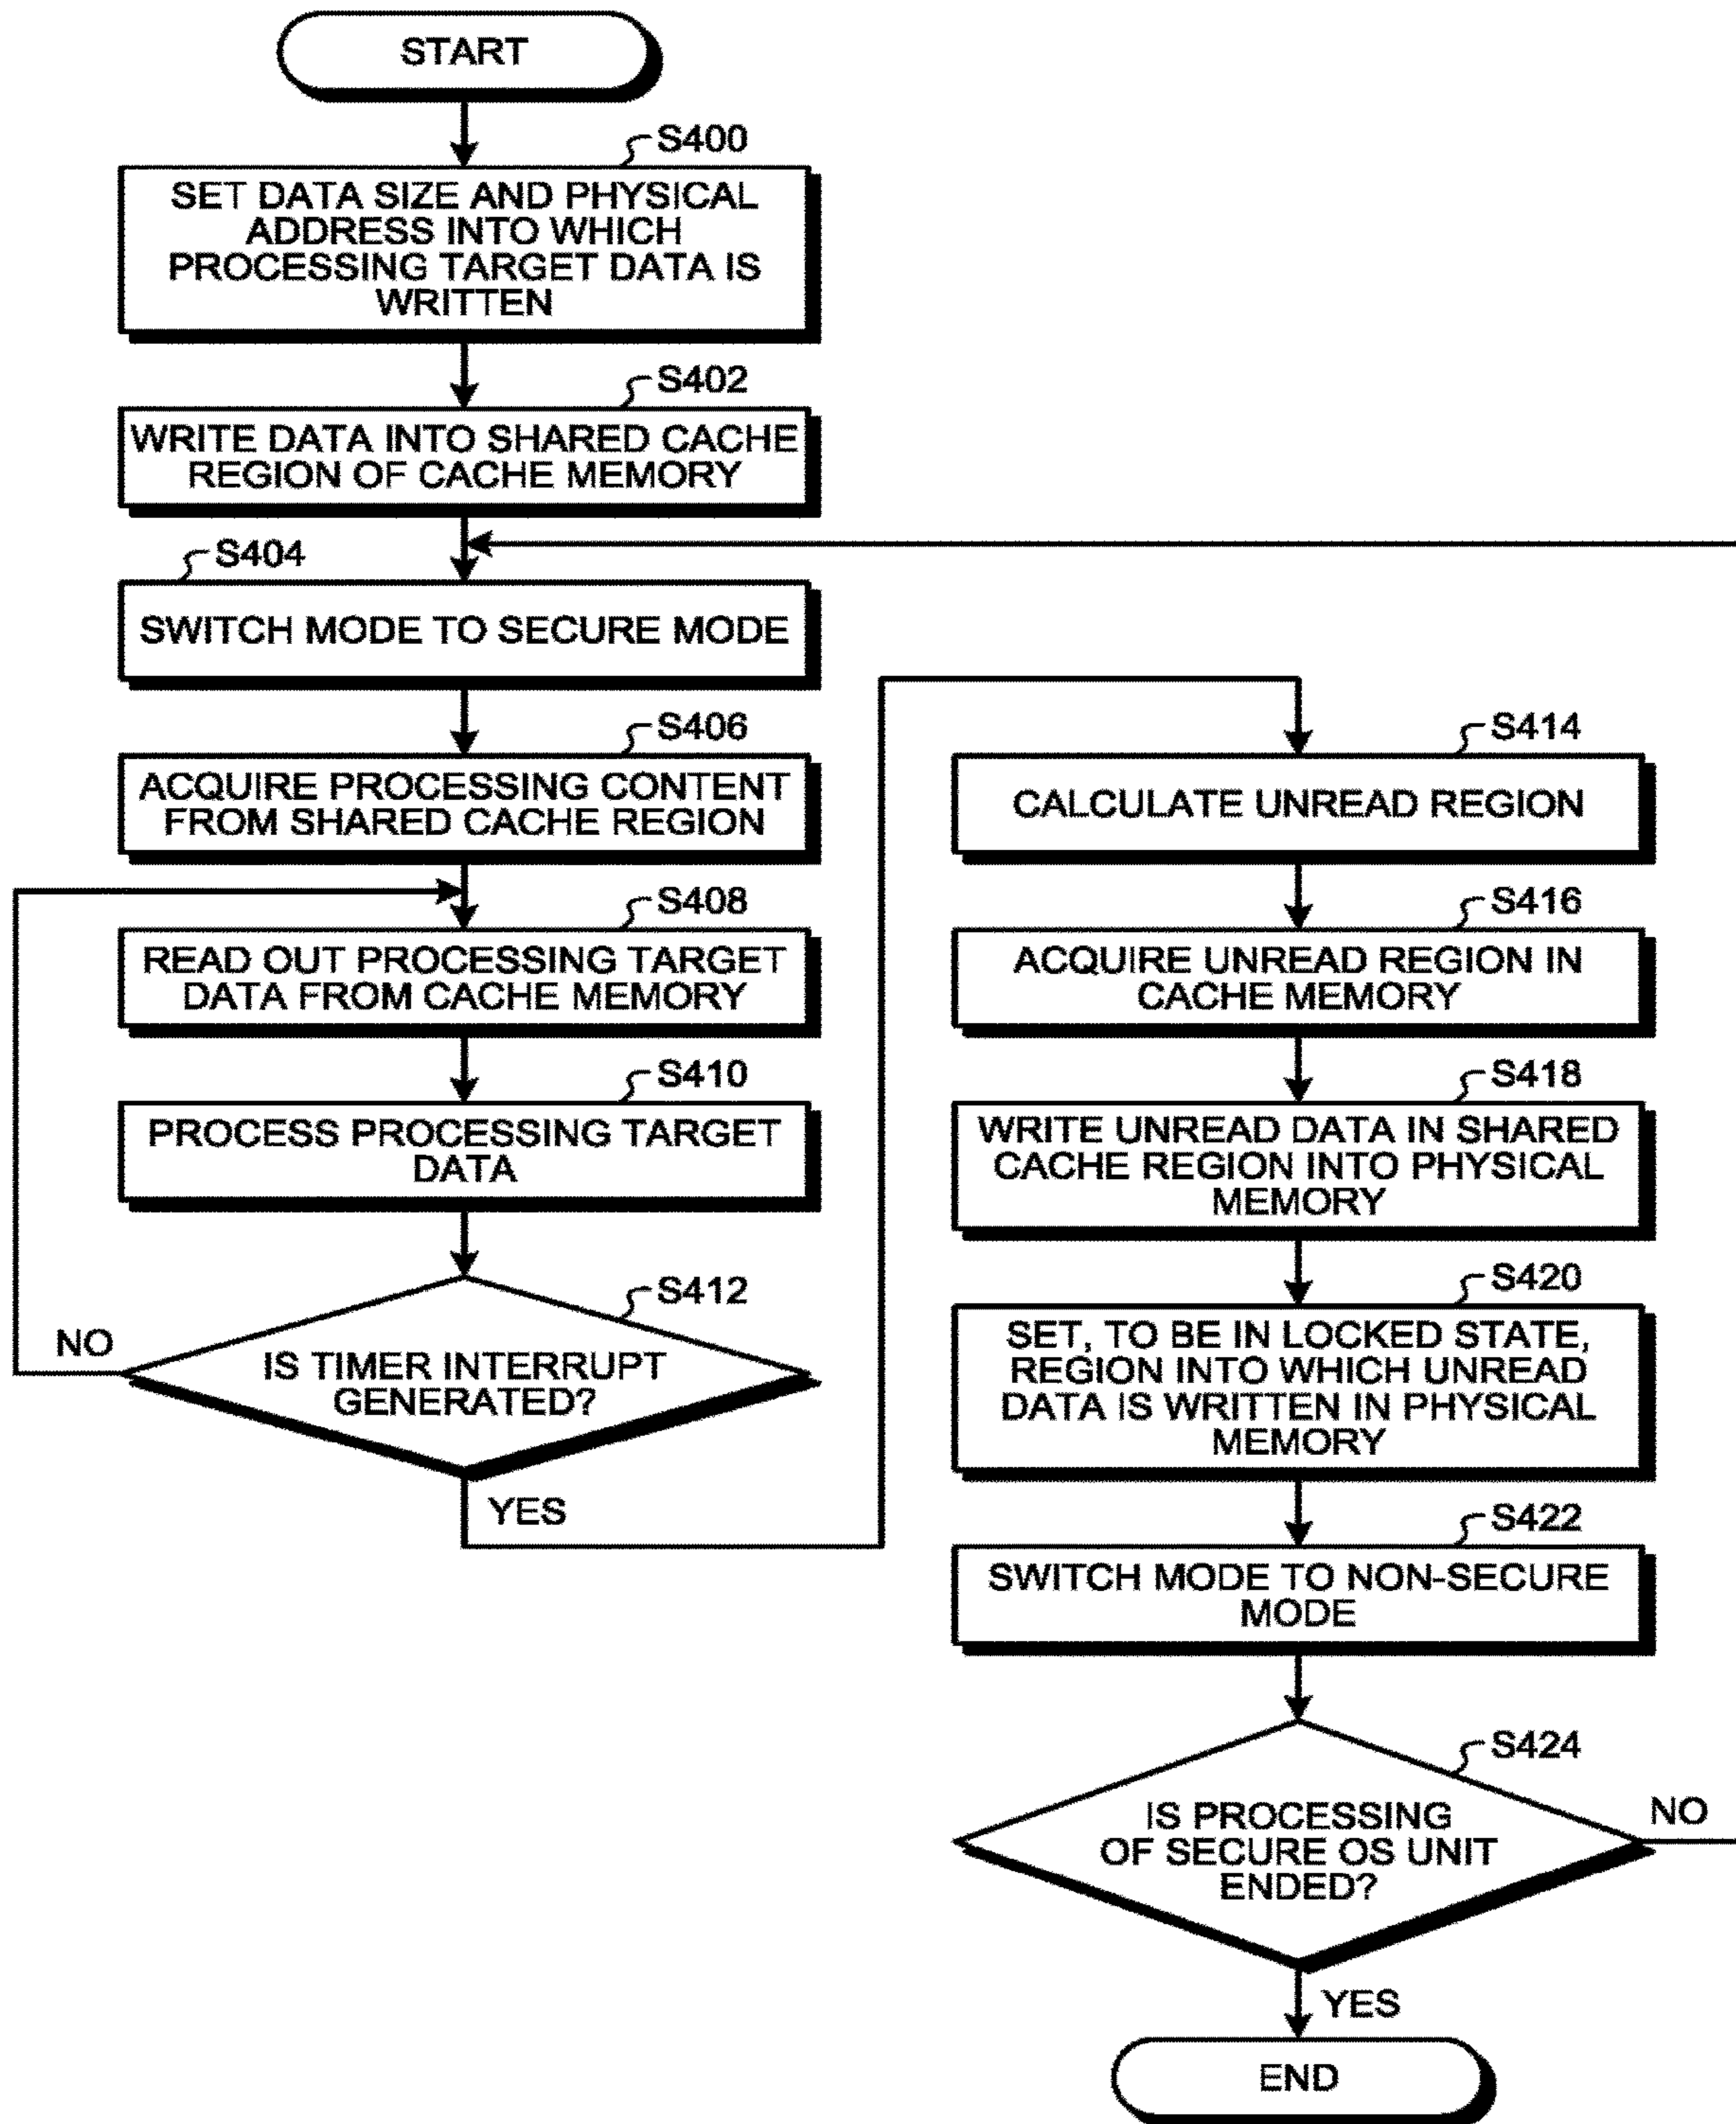 START
S400
SET DATA SIZE AND PHYSICAL
ADDRESS INTO WHICH
PROCESSING TARGET DATA IS
WRITTEN
S402
WRITE DATA INTO SHARED CACHE
REGION OF CACHE MEMORY
S404
SWITCH MODE TO SECURE MODE
S406
ACQUIRE PROCESSING CONTENT
FROM SHARED CACHE REGION
S408
READ OUT PROCESSING TARGET
DATA FROM CACHE MEMORY
S410
PROCESS PROCESSING TARGET
DATA
S412
IS TIMER INTERRUPT
GENERATED?
NO
YES
S414
CALCULATE UNREAD REGION
S416
ACQUIRE UNREAD REGION IN
CACHE MEMORY
S418
WRITE UNREAD DATA IN SHARED
CACHE REGION INTO PHYSICAL
MEMORY
S420
SET, TO BE IN LOCKED STATE,
REGION INTO WHICH UNREAD
DATA IS WRITTEN IN PHYSICAL
MEMORY
S422
SWITCH MODE TO NON-SECURE
MODE
S424
IS PROCESSING
OF SECURE OS UNIT
ENDED?
NO
YES
END